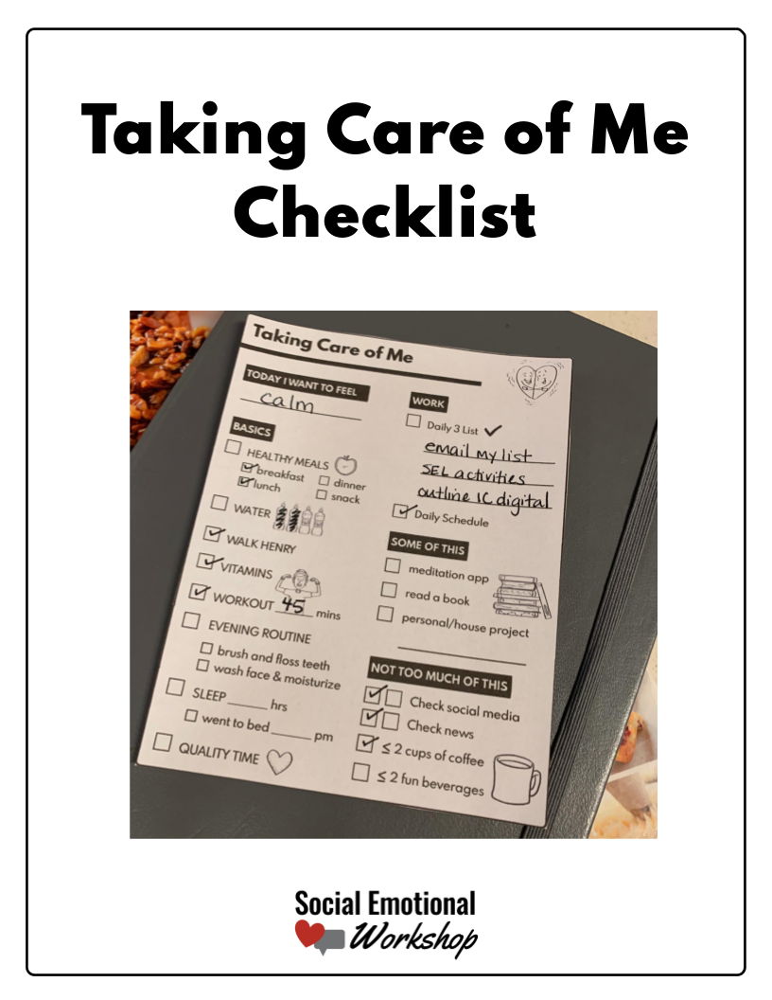 Taking Care of Me
Checklist
Taking Care of Me
TODAY I WANT TO FEEL
calm
BASICS
HEALTHY MEALS
breakfast
dinner
lunch
snack
WATER
WALK HENRY
VITAMINS
WORKOUT 45 mins
EVENING ROUTINE
brush and floss teeth
wash face & moisturize
SLEEP ______ hrs
went to bed ______ pm
QUALITY TIME
WORK
Daily 3 List ✓
email my list
SEL activities
outline IC digital
Daily Schedule
SOME OF THIS
meditation app
read a book
personal/house project
NOT TOO MUCH OF THIS
Check social media
Check news
≤ 2 cups of coffee
≤ 2 fun beverages
Social Emotional
Workshop